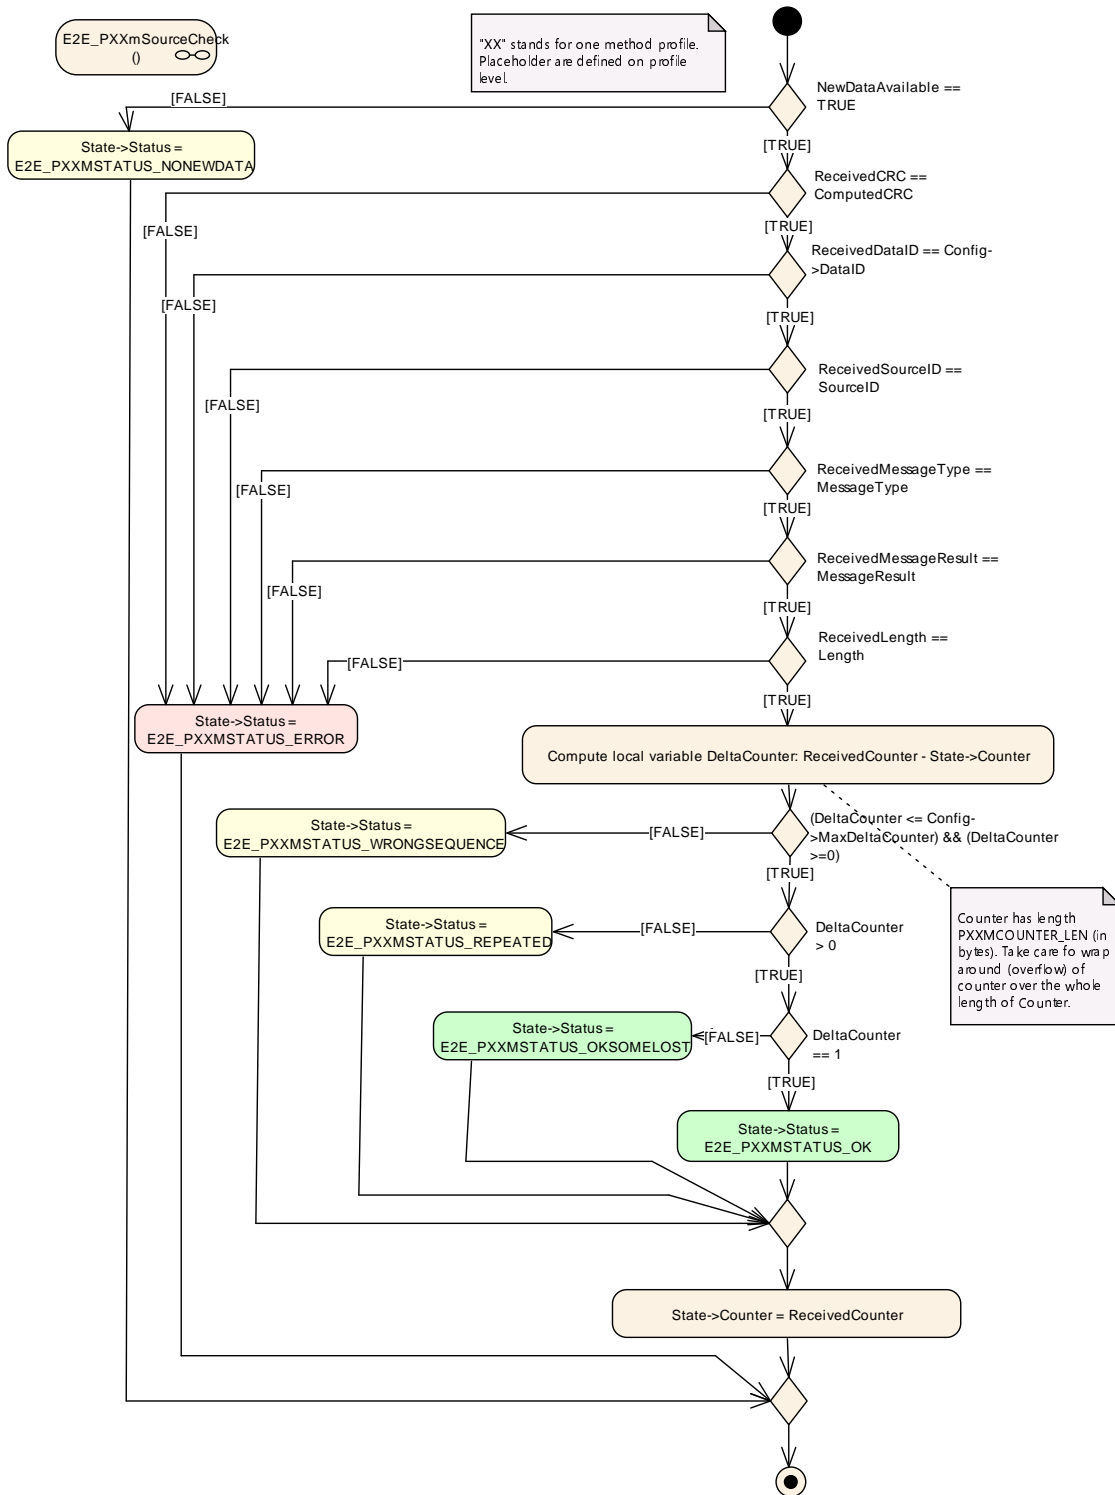 E2E_PXXmSourceCheck
()
"XX" stands for one method profile.
Placeholder are defined on profile
level.
NewDataAvailable ==
TRUE
[FALSE]
State->Status =
E2E_PXXMSTATUS_NONEWDATA
[TRUE]
ReceivedCRC ==
ComputedCRC
[FALSE]
[TRUE]
ReceivedDataID == Config-
>DataID
[FALSE]
[TRUE]
ReceivedSourceID ==
SourceID
[FALSE]
[TRUE]
ReceivedMessageType ==
MessageType
[FALSE]
[TRUE]
ReceivedMessageResult ==
MessageResult
[FALSE]
[TRUE]
ReceivedLength ==
Length
[FALSE]
[TRUE]
State->Status =
E2E_PXXMSTATUS_ERROR
Compute local variable DeltaCounter: ReceivedCounter - State->Counter
(DeltaCounter <= Config-
>MaxDeltaCounter) && (DeltaCounter
>=0)
[FALSE]
State->Status =
E2E_PXXMSTATUS_WRONGSEQUENCE
[TRUE]
Counter has length
PXXMCOUNTER_LEN (in
bytes). Take care fo wrap
around (overflow) of
counter over the whole
length of Counter.
DeltaCounter
> 0
[FALSE]
State->Status =
E2E_PXXMSTATUS_REPEATED
[TRUE]
DeltaCounter
== 1
[FALSE]
State->Status =
E2E_PXXMSTATUS_OKSOMELOST
[TRUE]
State->Status =
E2E_PXXMSTATUS_OK
State->Counter = ReceivedCounter